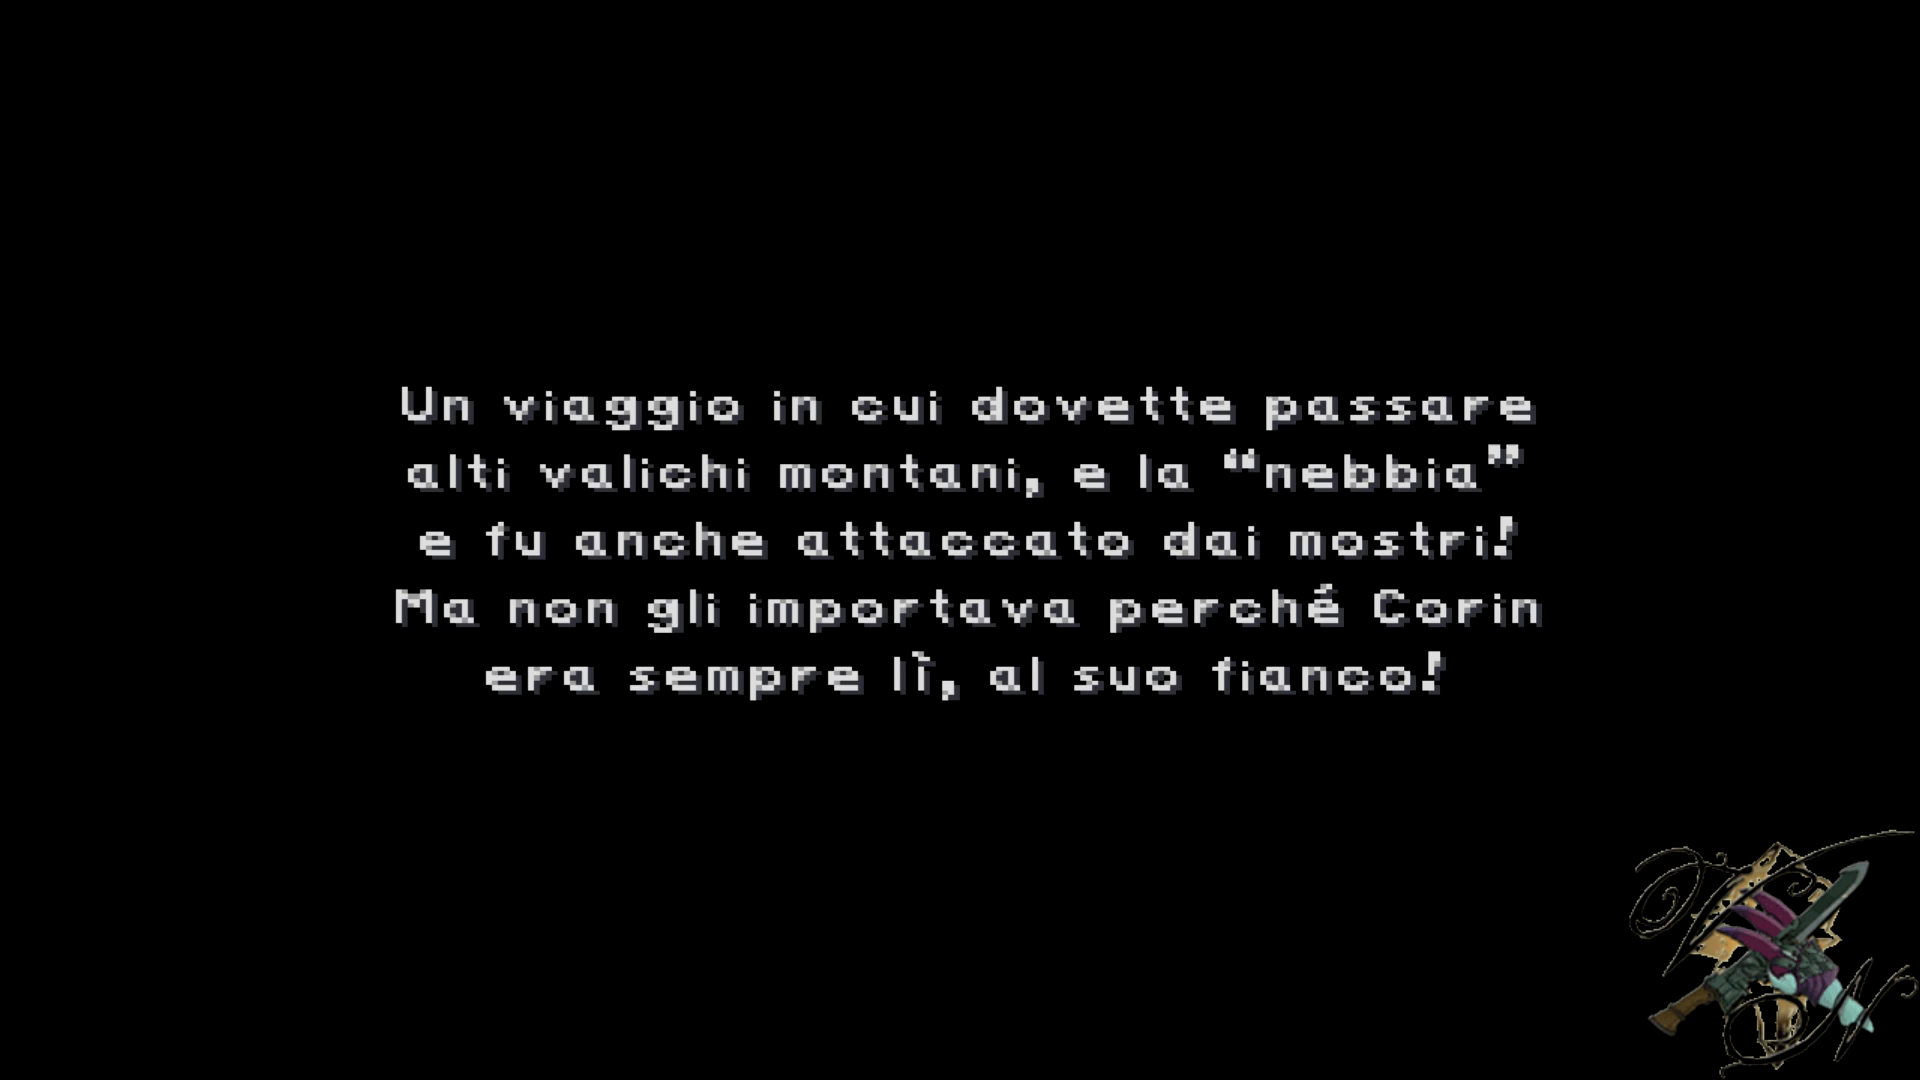 Un viaggio in cui dovette passare
alti valichi montani, e la “nebbia”
e fu anche attaccato dai mostri!
Ma non gli importava perché Corin
era sempre lì, al suo fianco!